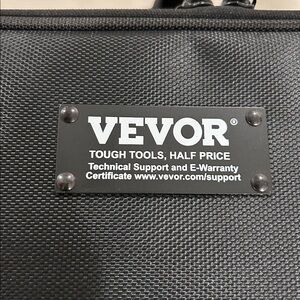 VEVOR®
TOUGH TOOLS, HALF PRICE
Technical Support and E-Warranty
Certificate www.vevor.com/support